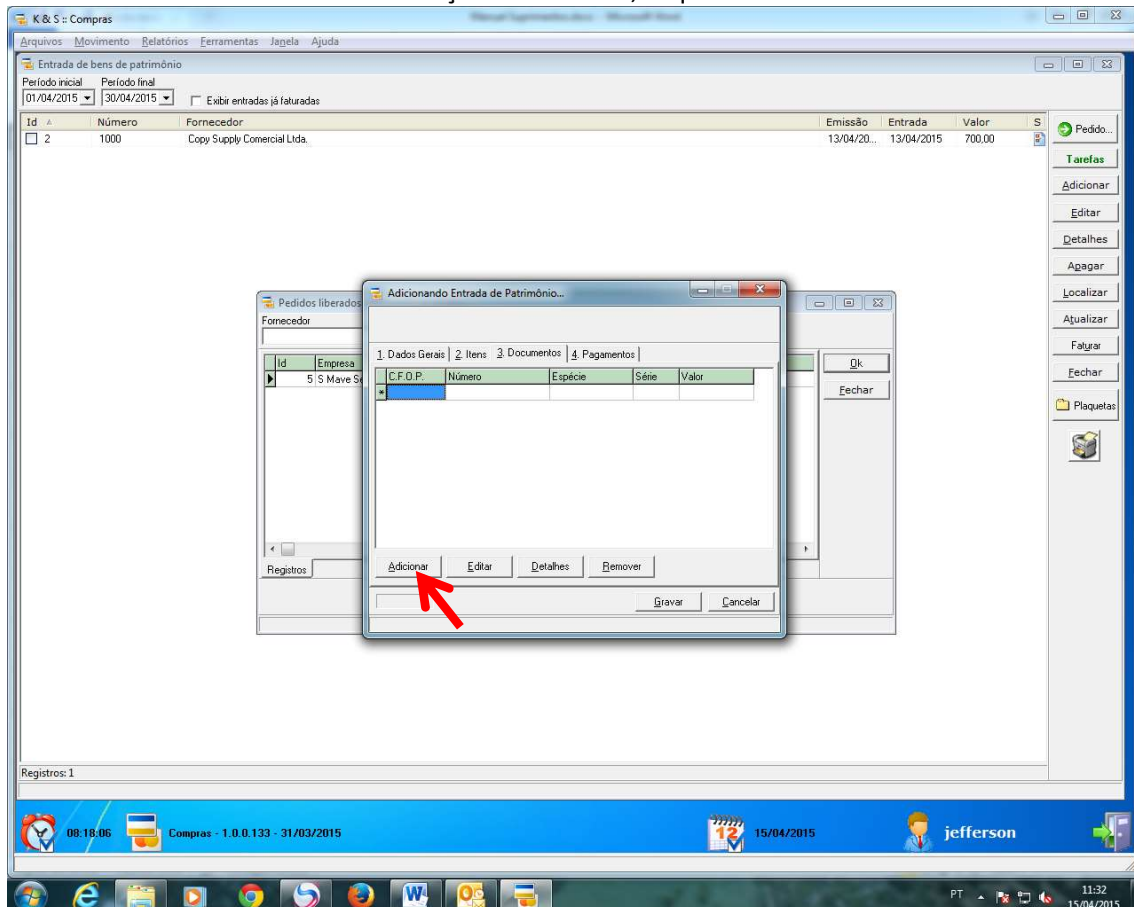 K & S :: Compras
Arquivos Movimento Relatórios Ferramentas Janela Ajuda
Entrada de bens de patrimônio
Período inicial Período final
01/04/2015 30/04/2015 Exibir entradas já faturadas
Id Número Fornecedor Emissão Entrada Valor S
2 1000 Copy Supply Comercial Ltda. 13/04/20... 13/04/2015 700,00
Pedido...
Tarefas
Adicionar
Editar
Detalhes
Apagar
Localizar
Atualizar
Faturar
Fechar
Plaquetas
Pedidos liberados
Fornecedor
Id Empresa
5 S Mave Se
Ok
Fechar
Registros
Adicionando Entrada de Patrimônio...
1. Dados Gerais 2. Itens 3. Documentos 4. Pagamentos
C.F.O.P. Número Espécie Série Valor
Adicionar Editar Detalhes Remover
Gravar Cancelar
Registros: 1
08:18:06 Compras - 1.0.0.133 - 31/03/2015 12 15/04/2015 jefferson
PT 11:32
15/04/2015